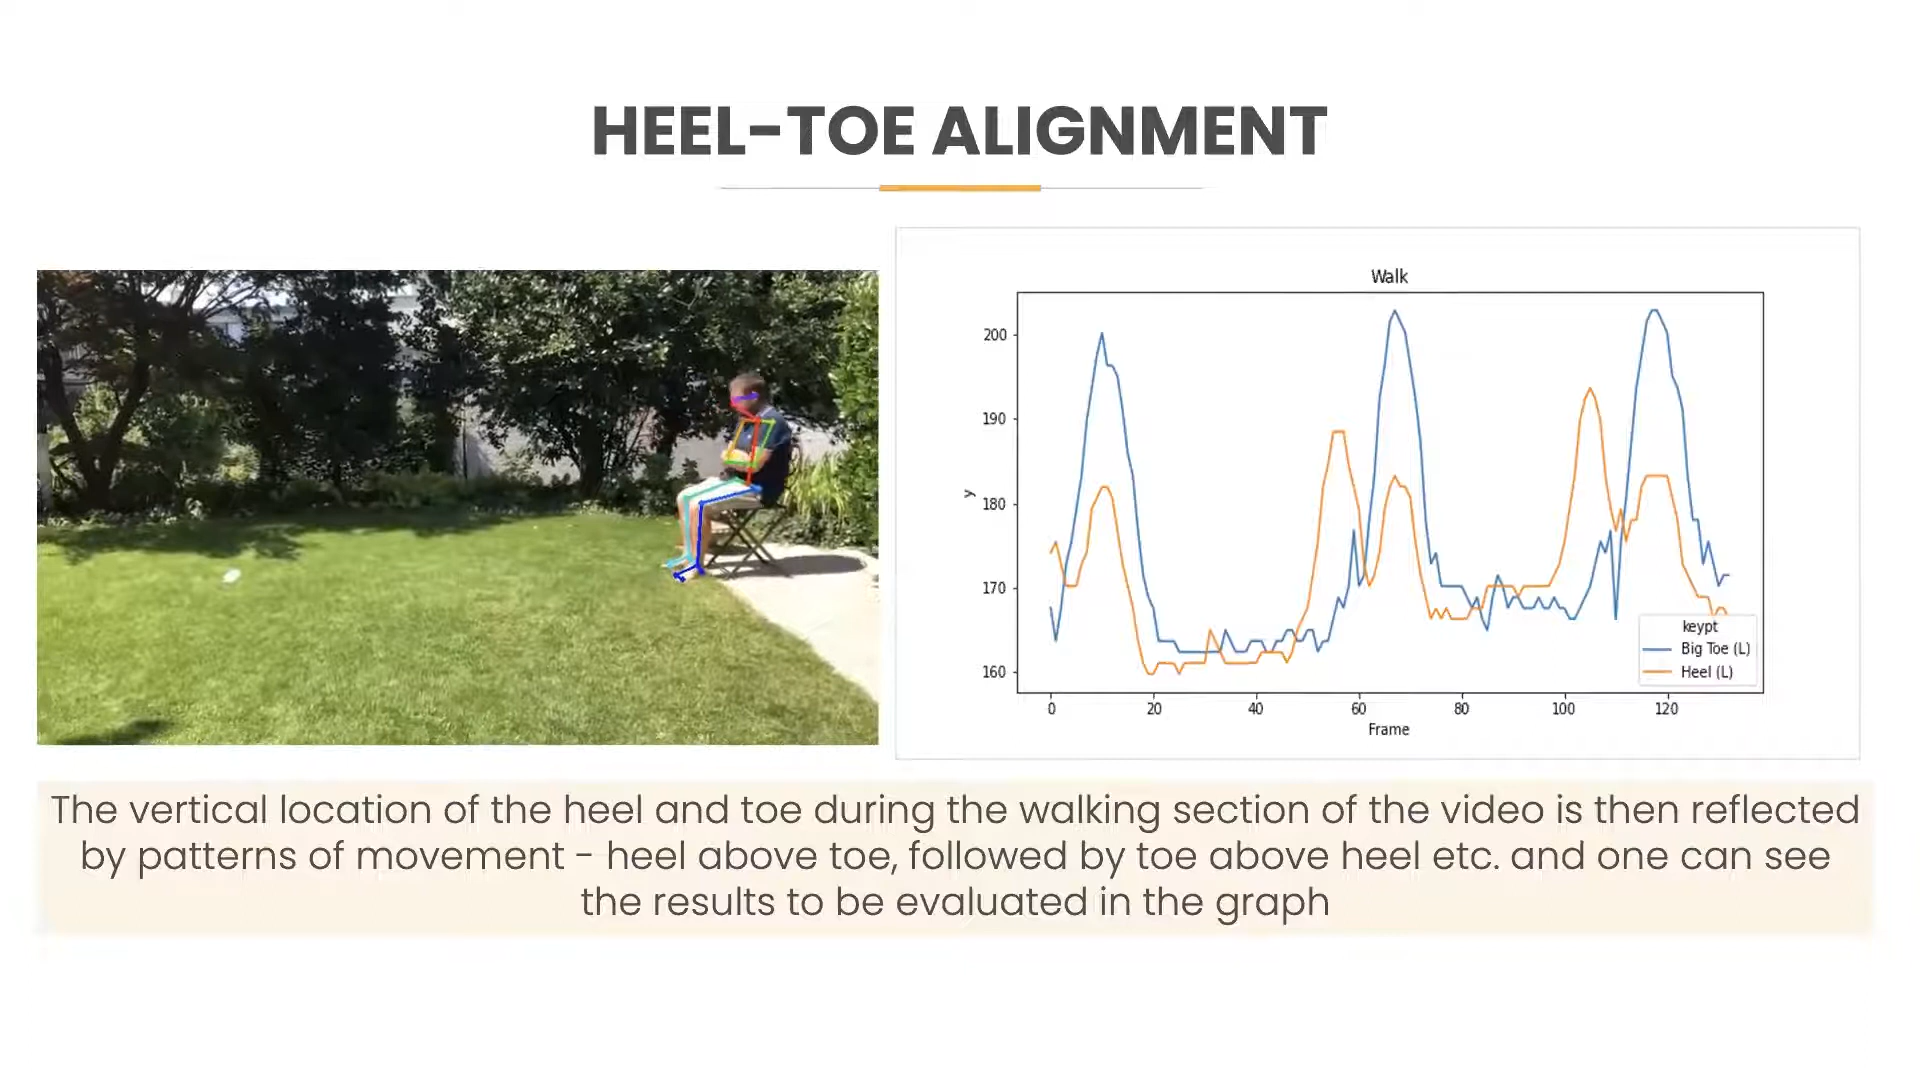 HEEL-TOE ALIGNMENT
Walk
200
190
180
170
160
y
0 20 40 60 80 100 120
Frame
keypt
Big Toe (L)
Heel (L)
The vertical location of the heel and toe during the walking section of the video is then reflected
by patterns of movement - heel above toe, followed by toe above heel etc. and one can see
the results to be evaluated in the graph